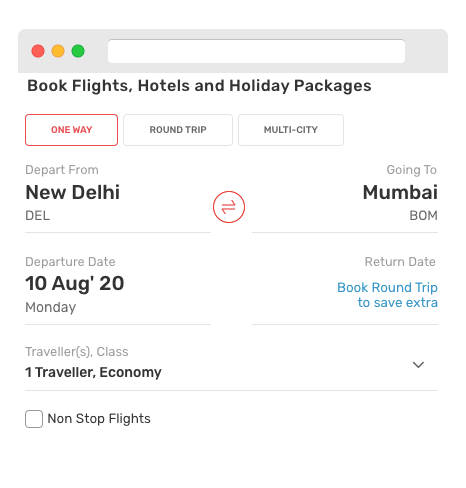 Book Flights, Hotels and Holiday Packages
ONE WAY
ROUND TRIP
MULTI-CITY
Depart From
Going To
New Delhi
Mumbai
DEL
BOM
Departure Date
Return Date
10 Aug' 20
Book Round Trip
to save extra
Monday
Traveller(s), Class
1 Traveller, Economy
Non Stop Flights